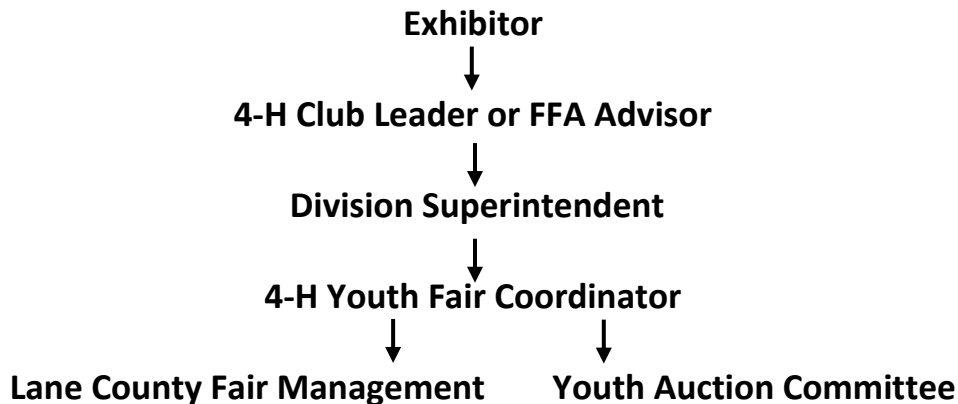 Exhibitor
4-H Club Leader or FFA Advisor
Division Superintendent
4-H Youth Fair Coordinator
Lane County Fair Management Youth Auction Committee